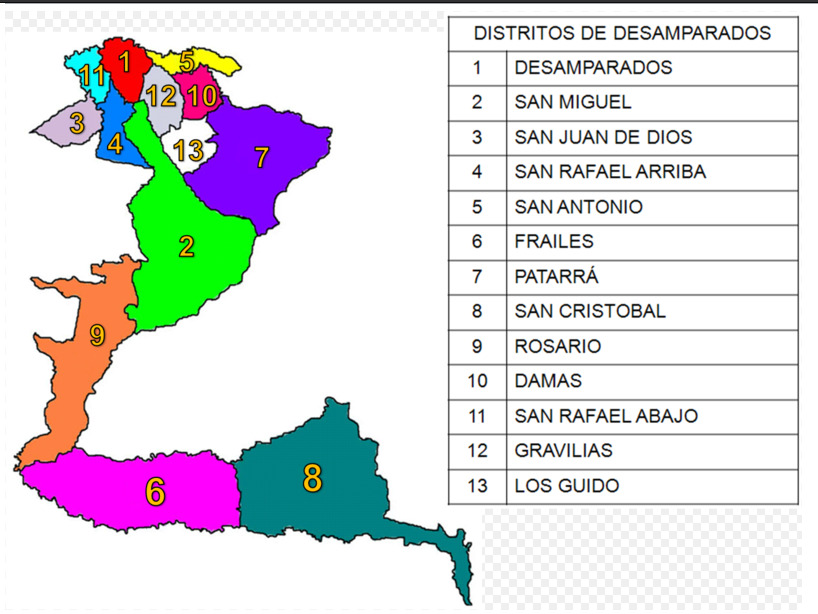 DISTRITOS DE DESAMPARADOS
1 DESAMPARADOS
2 SAN MIGUEL
3 SAN JUAN DE DIOS
4 SAN RAFAEL ARRIBA
5 SAN ANTONIO
6 FRAILES
7 PATARRÁ
8 SAN CRISTOBAL
9 ROSARIO
10 DAMAS
11 SAN RAFAEL ABAJO
12 GRAVILIAS
13 LOS GUIDO
1
5
11
12
10
3
4
13
7
2
9
6
8